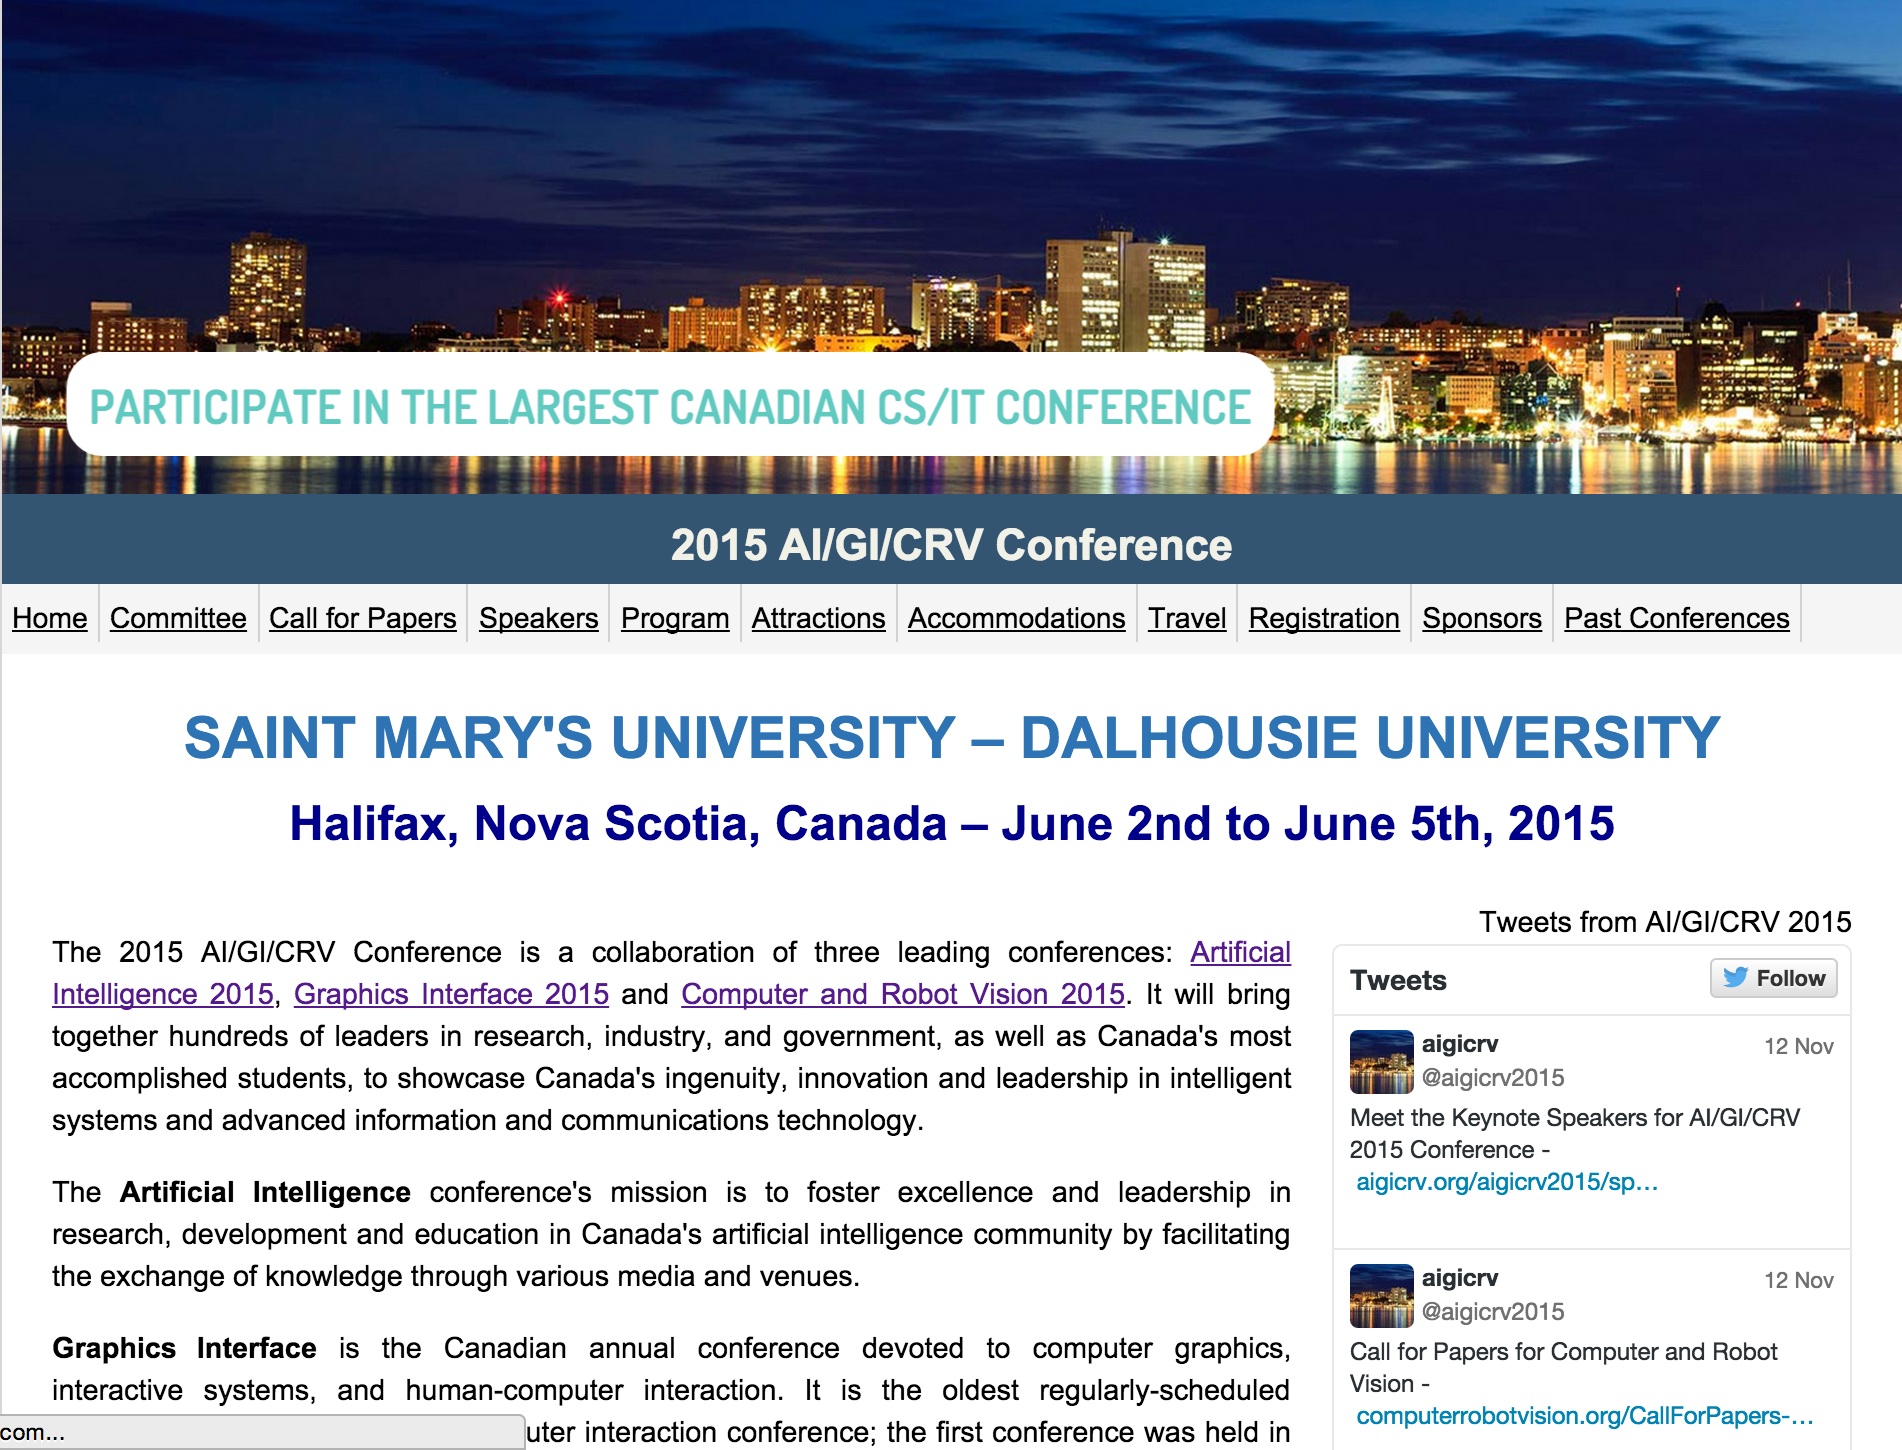 PARTICIPATE IN THE LARGEST CANADIAN CS/IT CONFERENCE
2015 AI/GI/CRV Conference
Home Committee Call for Papers Speakers Program Attractions Accommodations Travel Registration Sponsors Past Conferences
SAINT MARY'S UNIVERSITY – DALHOUSIE UNIVERSITY
Halifax, Nova Scotia, Canada – June 2nd to June 5th, 2015
The 2015 AI/GI/CRV Conference is a collaboration of three leading conferences: Artificial
Intelligence 2015, Graphics Interface 2015 and Computer and Robot Vision 2015. It will bring
together hundreds of leaders in research, industry, and government, as well as Canada's most
accomplished students, to showcase Canada's ingenuity, innovation and leadership in intelligent
systems and advanced information and communications technology.
The Artificial Intelligence conference's mission is to foster excellence and leadership in
research, development and education in Canada's artificial intelligence community by facilitating
the exchange of knowledge through various media and venues.
Graphics Interface is the Canadian annual conference devoted to computer graphics,
interactive systems, and human-computer interaction. It is the oldest regularly-scheduled
uter interaction conference; the first conference was held in
com...
Tweets from AI/GI/CRV 2015
Tweets
Follow
aigicrv
12 Nov
@aigicrv2015
Meet the Keynote Speakers for AI/GI/CRV
2015 Conference -
aigicrv.org/aigicrv2015/sp…
aigicrv
12 Nov
@aigicrv2015
Call for Papers for Computer and Robot
Vision -
computerrobotvision.org/CallForPapers-…